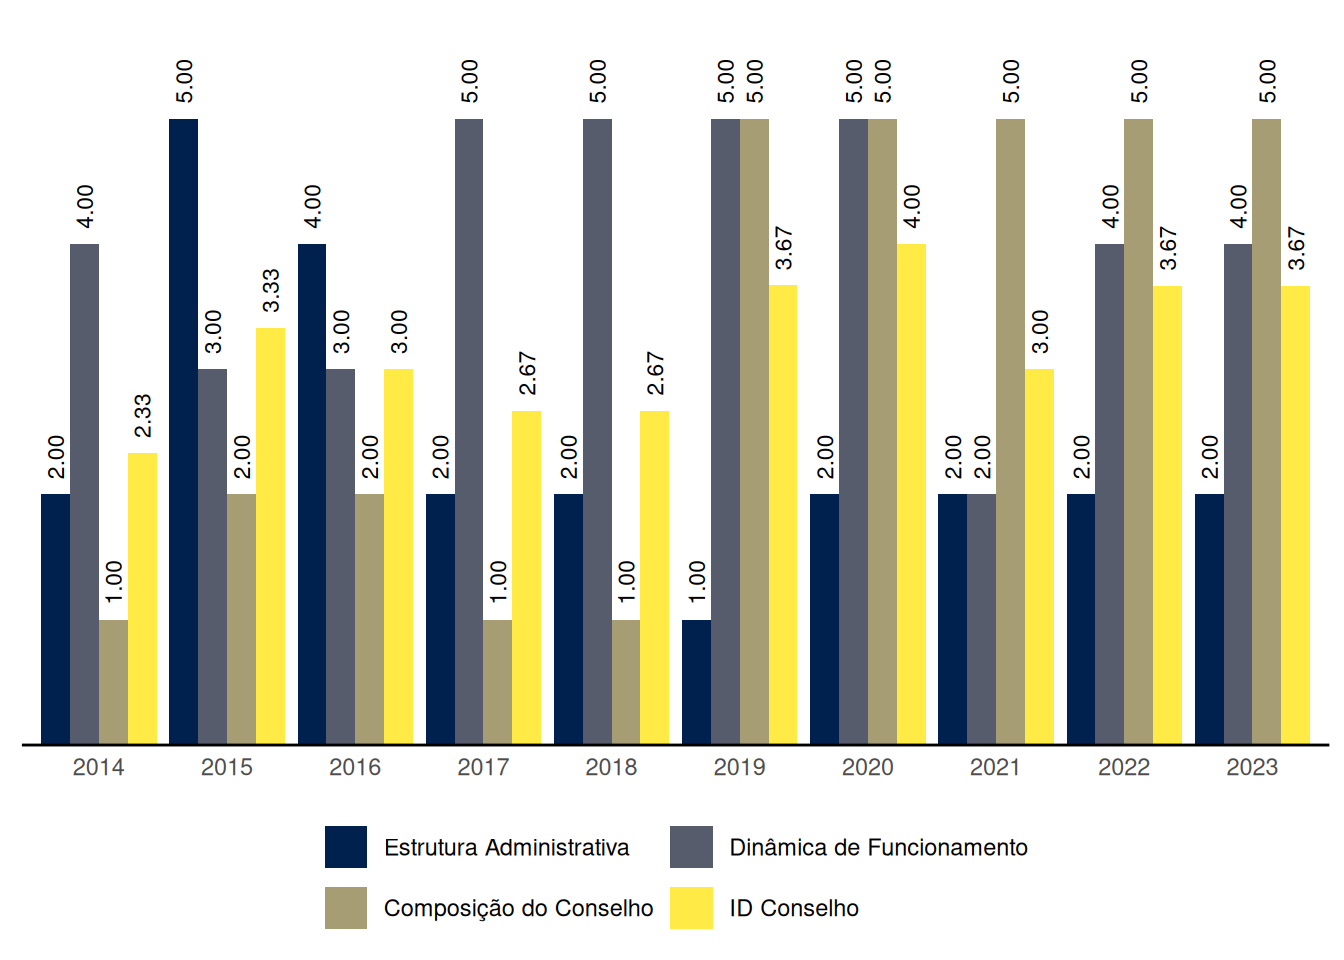 5.00 5.00 5.00 5.00 5.00 5.00 5.00 5.00 5.00 5.00
4.00 4.00 4.00 4.00 4.00
3.33 3.67 3.67 3.67
3.00 3.00 3.00 3.00
2.33 2.67 2.67
2.00 2.00 2.00 2.00 2.00 2.00 2.00 2.00 2.00 2.00
1.00 1.00 1.00 1.00
2014 2015 2016 2017 2018 2019 2020 2021 2022 2023
Estrutura Administrativa Dinâmica de Funcionamento
Composição do Conselho ID Conselho